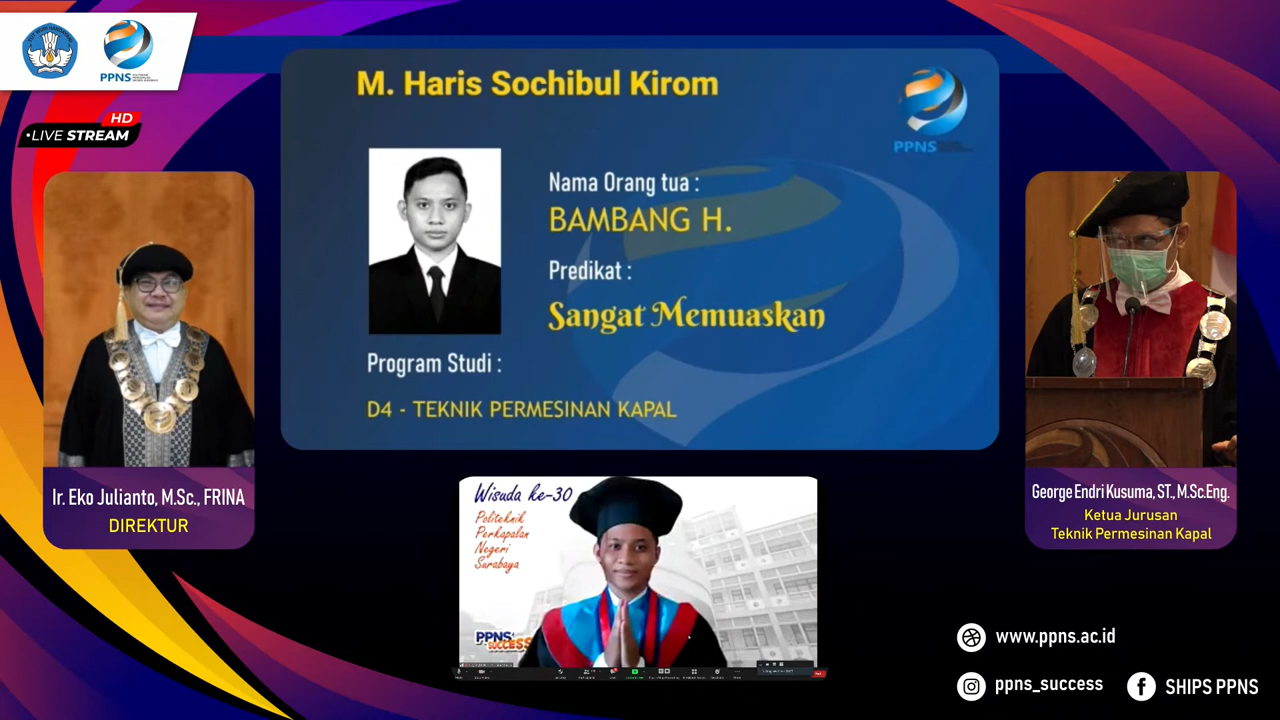 PPNS
HD
LIVE STREAM
M. Haris Sochibul Kirom
PPNS
Nama Orang tua :
BAMBANG H.
Predikat :
Sangat Memuaskan
Program Studi :
D4 - TEKNIK PERMESINAN KAPAL
Ir. Eko Julianto, M.Sc., FRINA
DIREKTUR
George Endri Kusuma, ST., M.Sc.Eng.
Ketua Jurusan
Teknik Permesinan Kapal
Wisuda ke-30
Politeknik
Perkapalan
Negeri
Surabaya
PPNS
SUCCESS
www.ppns.ac.id
ppns_success
SHIPS PPNS